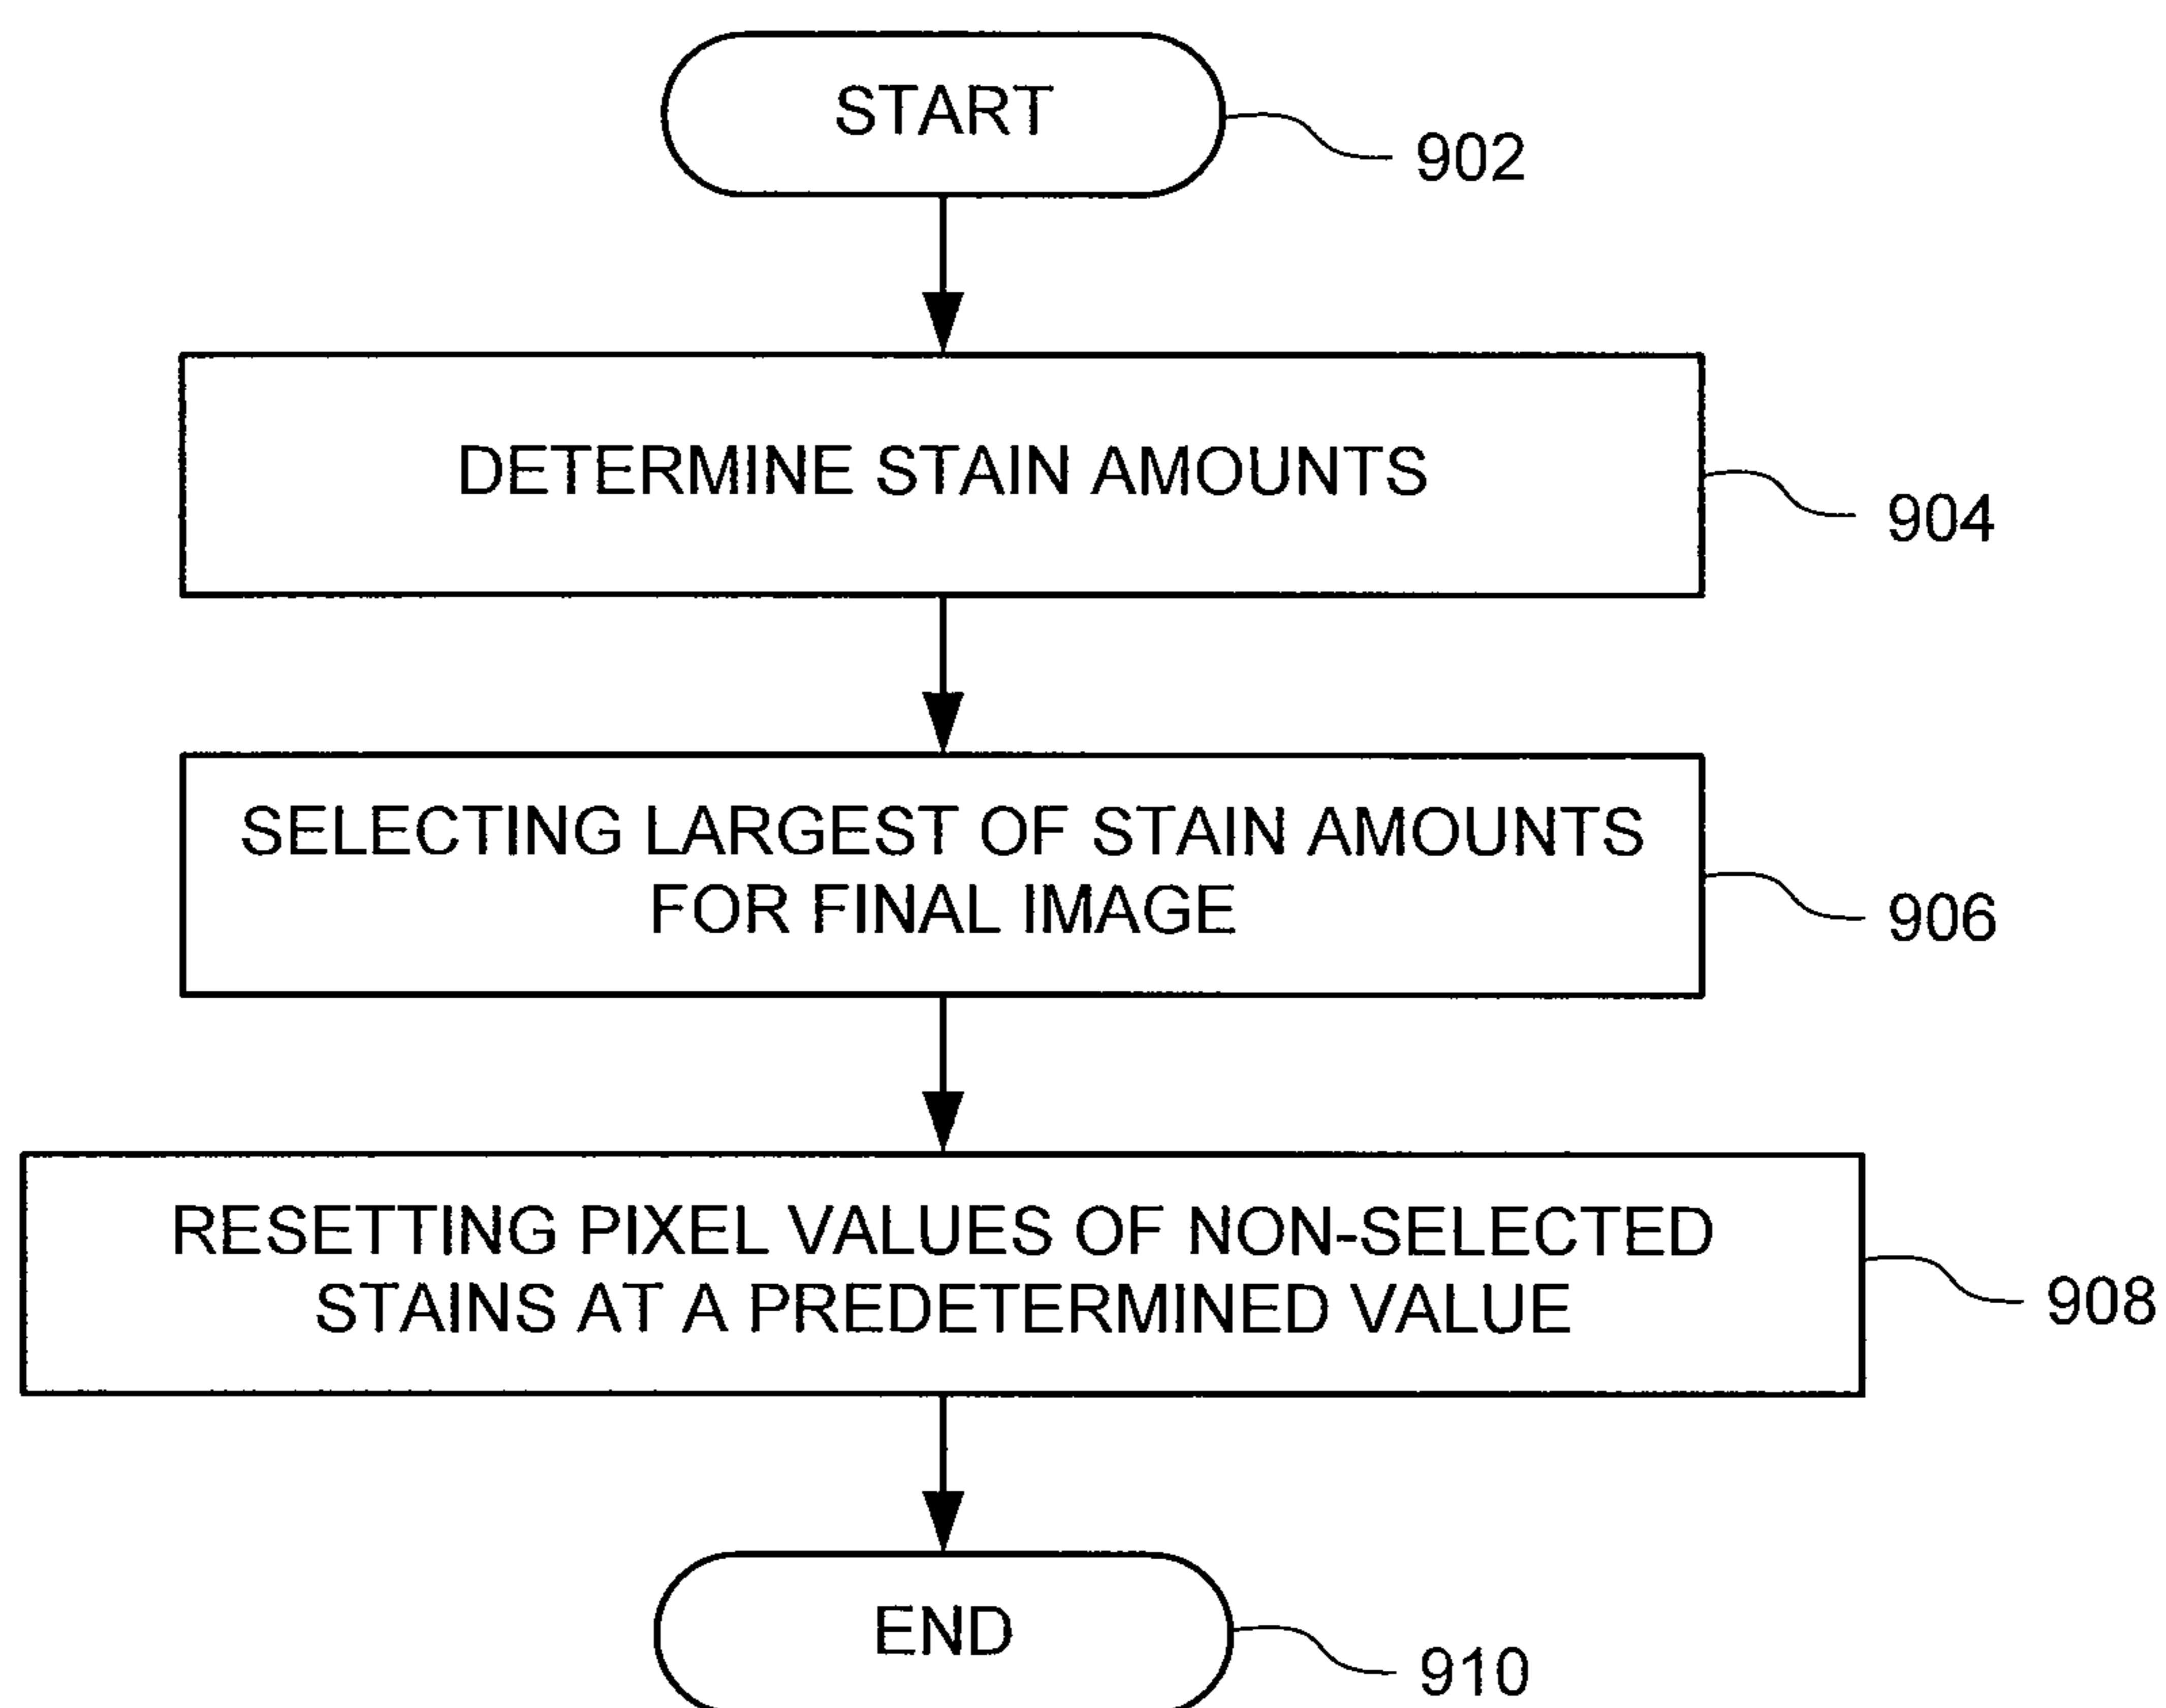 START
902
DETERMINE STAIN AMOUNTS
904
SELECTING LARGEST OF STAIN AMOUNTS
FOR FINAL IMAGE
906
RESETTING PIXEL VALUES OF NON-SELECTED
STAINS AT A PREDETERMINED VALUE
908
END
910